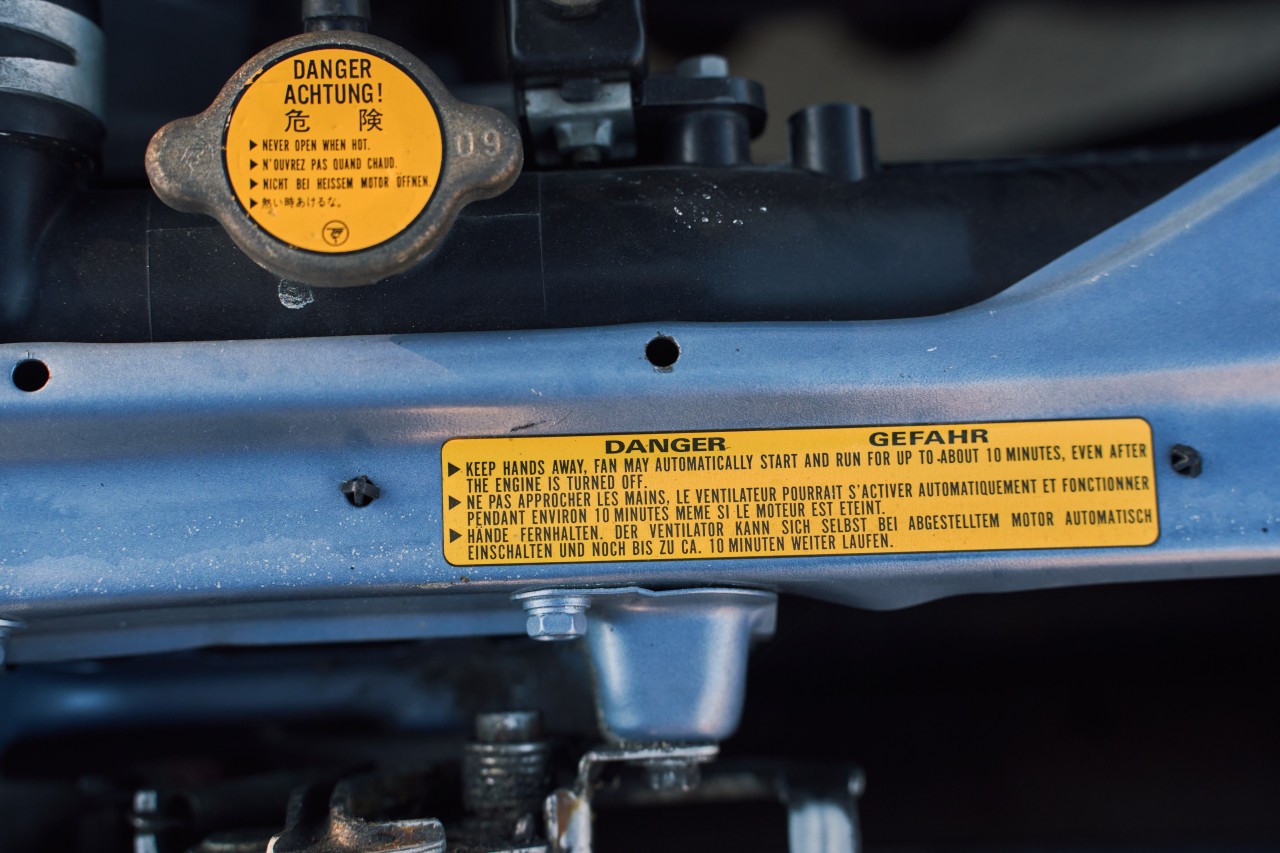 DANGER
ACHTUNG!
危 険
▶ NEVER OPEN WHEN HOT.
▶ N'OUVREZ PAS QUAND CHAUD.
▶ NICHT BEI HEISSEM MOTOR ÖFFNEN.
▶ 熱い時あけるな。
09
DANGER GEFAHR
▶ KEEP HANDS AWAY, FAN MAY AUTOMATICALLY START AND RUN FOR UP TO ABOUT 10 MINUTES, EVEN AFTER
THE ENGINE IS TURNED OFF.
▶ NE PAS APPROCHER LES MAINS, LE VENTILATEUR POURRAIT S'ACTIVER AUTOMATIQUEMENT ET FONCTIONNER
PENDANT ENVIRON 10 MINUTES MEME SI LE MOTEUR EST ETEINT.
▶ HÄNDE FERNHALTEN. DER VENTILATOR KANN SICH SELBST BEI ABGESTELLTEM MOTOR AUTOMATISCH
EINSCHALTEN UND NOCH BIS ZU CA. 10 MINUTEN WEITER LAUFEN.